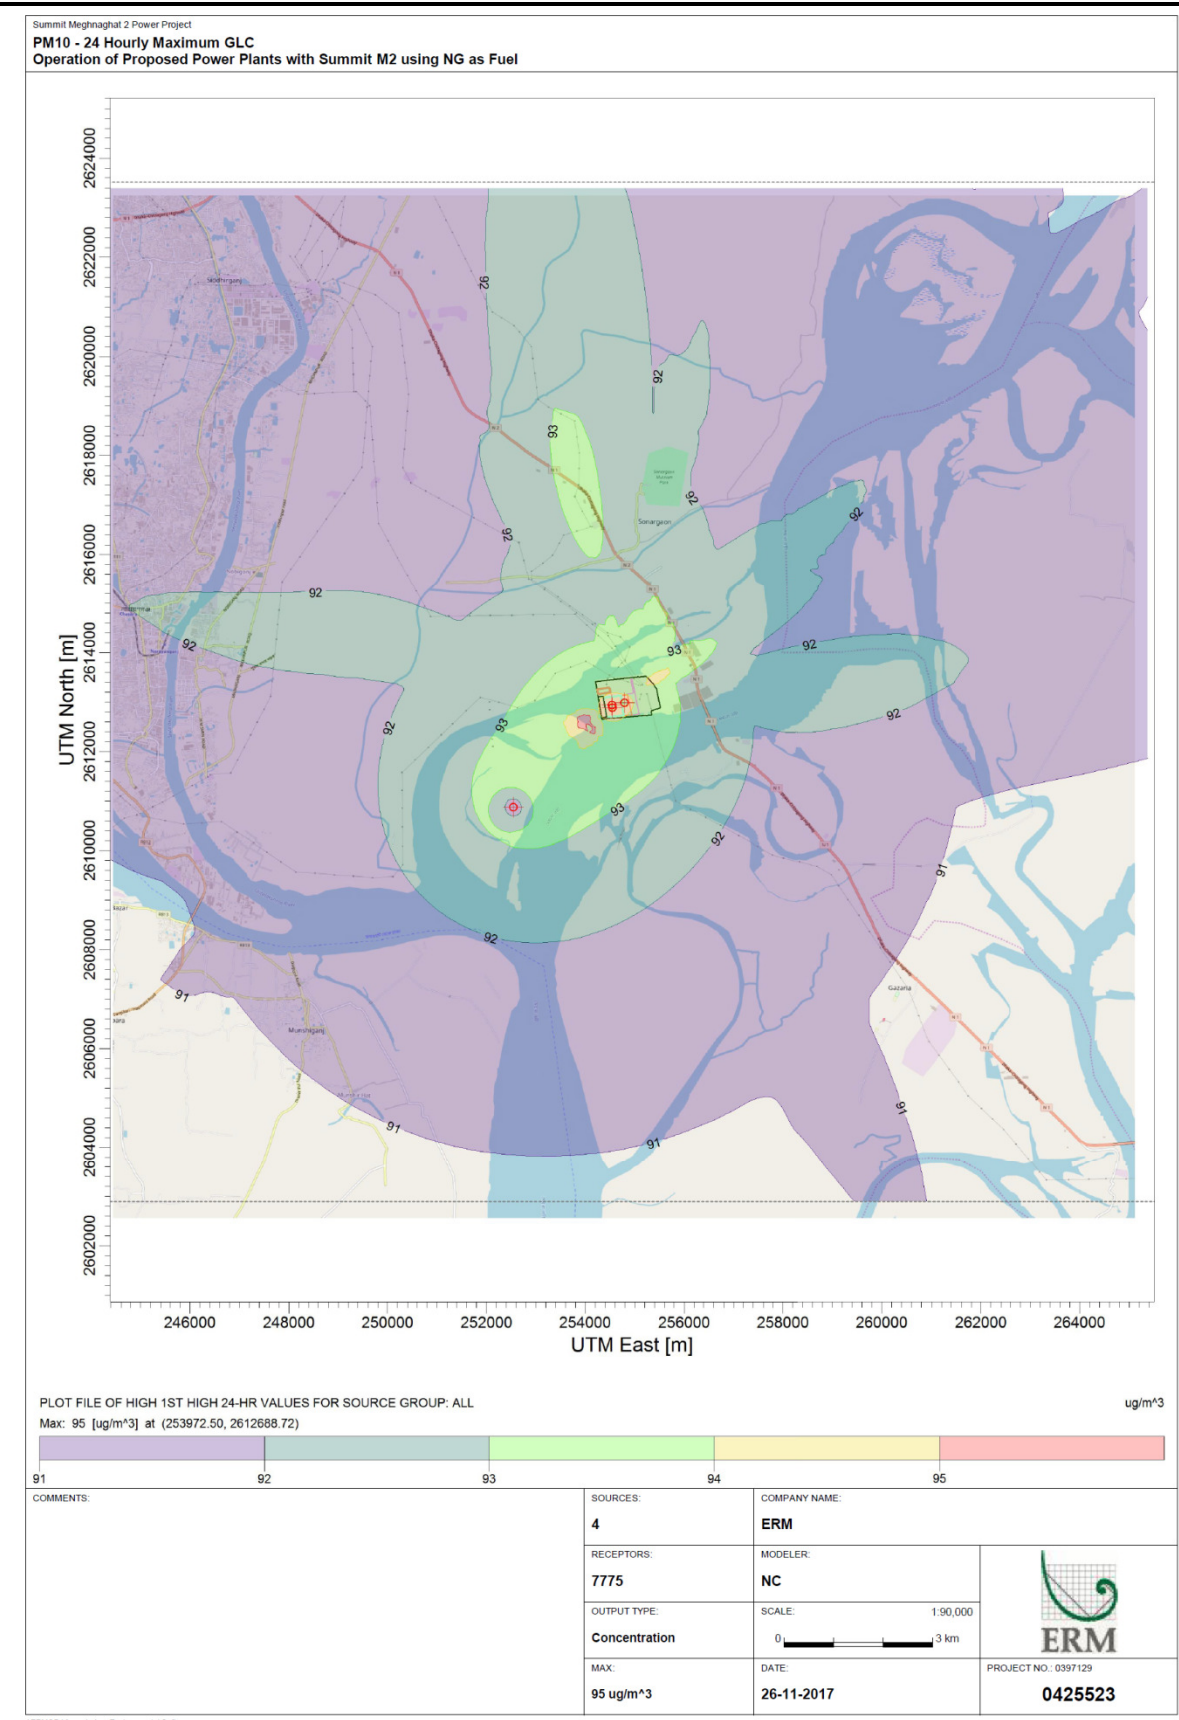 Summit Meghnaghat 2 Power Project
PM10 - 24 Hourly Maximum GLC
Operation of Proposed Power Plants with Summit M2 using NG as Fuel
UTM North [m]
2624000
2622000
2620000
2618000
2616000
2614000
2612000
2610000
2608000
2606000
2604000
2602000
Siddhirganj
92
92
93
92
92
92
Sonargaon
92
92
93
92
92
92
93
93
92
92
91
91
Gazaria
Munshiganj
91
91
91
246000 248000 250000 252000 254000 256000 258000 260000 262000 264000
UTM East [m]
PLOT FILE OF HIGH 1ST HIGH 24-HR VALUES FOR SOURCE GROUP: ALL
ug/m^3
Max: 95 [ug/m^3] at (253972.50, 2612688.72)
91 92 93 94 95
COMMENTS:
SOURCES:
4
COMPANY NAME:
ERM
RECEPTORS:
7775
MODELER:
NC
OUTPUT TYPE:
Concentration
SCALE: 1:90,000
0 3 km
ERM
MAX:
95 ug/m^3
DATE:
26-11-2017
PROJECT NO.: 0397129
0425523